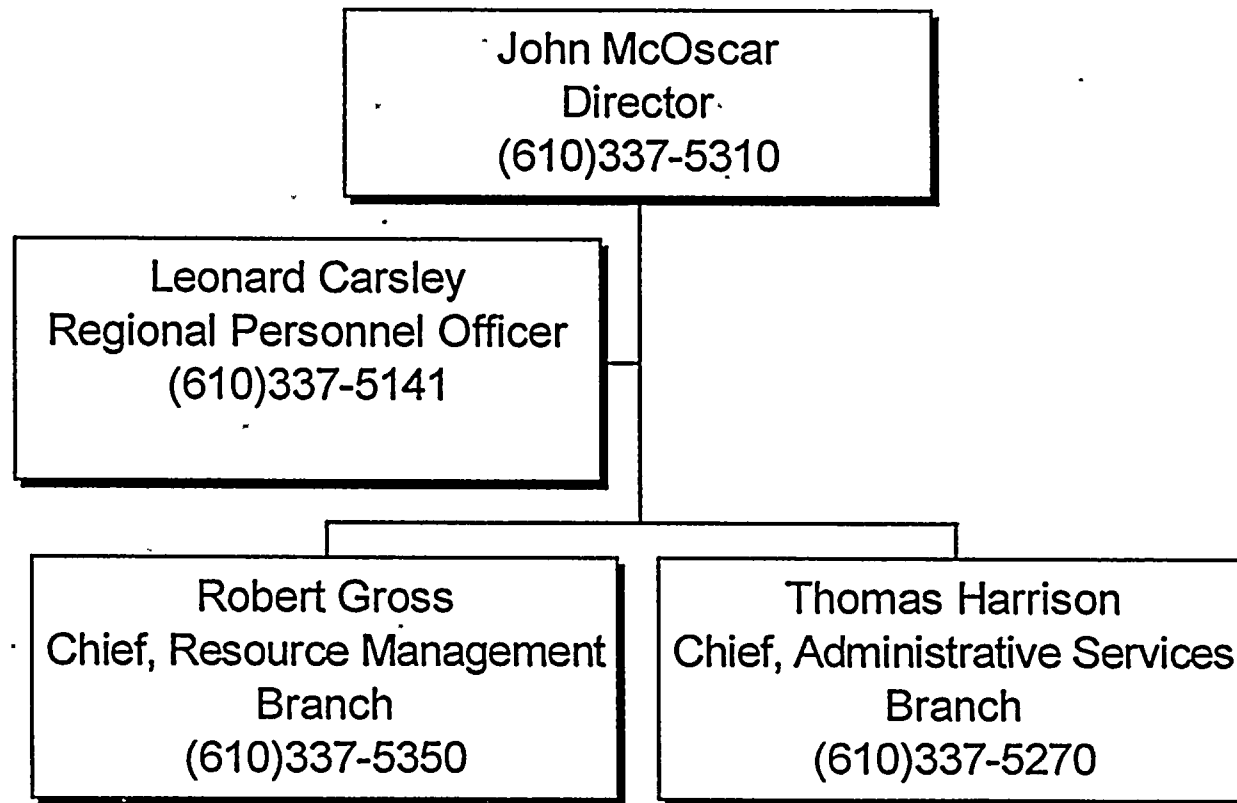 John McOscar
Director
(610)337-5310
Leonard Carsley
Regional Personnel Officer
(610)337-5141
Robert Gross
Chief, Resource Management
Branch
(610)337-5350
Thomas Harrison
Chief, Administrative Services
Branch
(610)337-5270